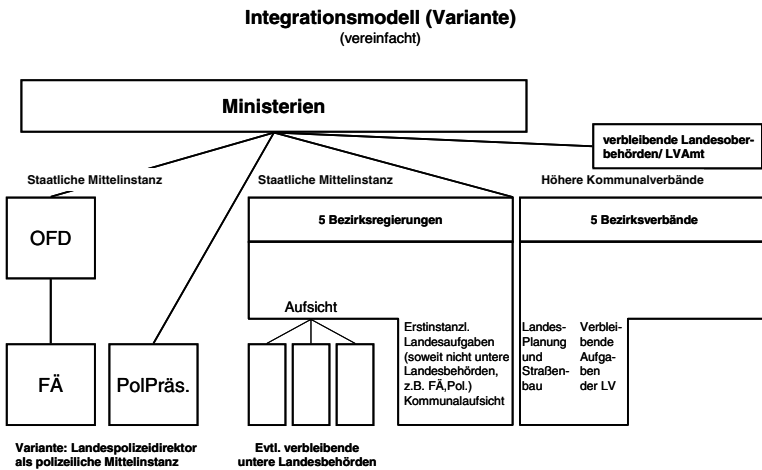 Integrationsmodell (Variante)
(vereinfacht)
Ministerien
verbleibende Landesober-
behörden/ LVAmt
Staatliche Mittelinstanz
Staatliche Mittelinstanz
Höhere Kommunalverbände
OFD
5 Bezirksregierungen
5 Bezirksverbände
Aufsicht
FÄ
PolPräs.
Erstinstanzl.
Landesaufgaben
(soweit nicht untere
Landesbehörden,
z.B. FÄ,Pol.)
Kommunalaufsicht
Landes-
Planung
und
Straßen-
bau
Verblei-
bende
Aufga-
ben
der LV
Variante: Landespolizeidirektor
als polizeiliche Mittelinstanz
Evtl. verbleibende
untere Landesbehörden